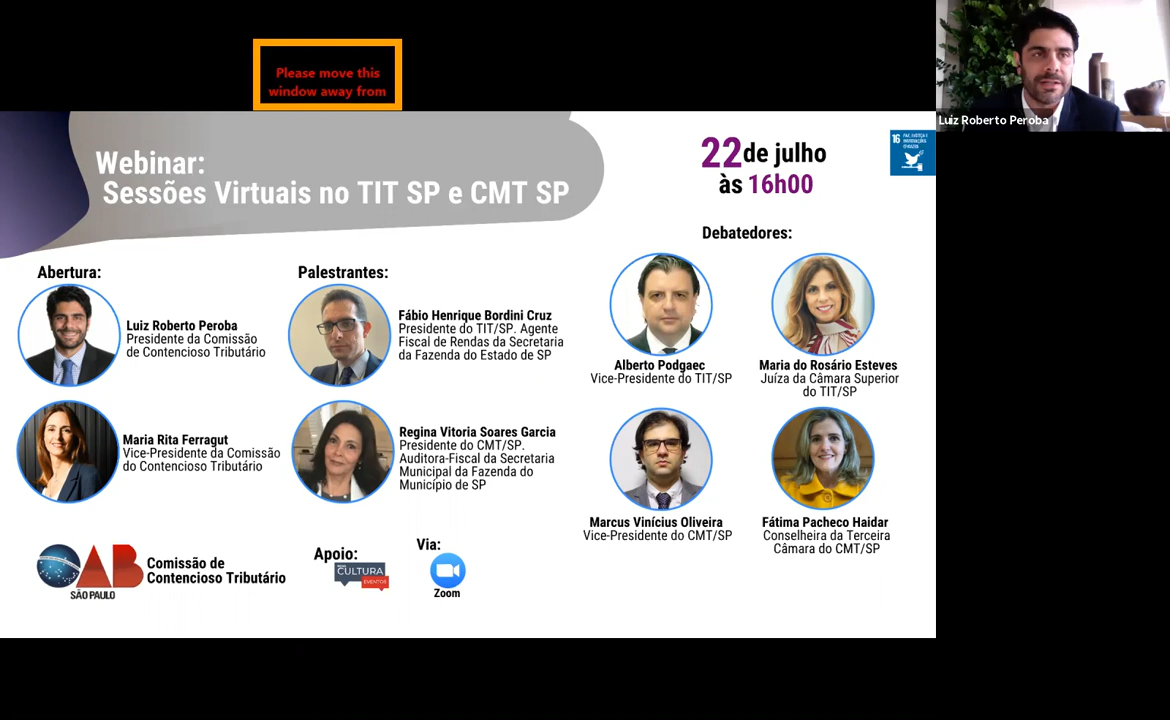 Please move this
window away from
Luiz Roberto Peroba
Webinar:
Sessões Virtuais no TIT SP e CMT SP
22 de julho
às 16h00
16
Abertura:
Luiz Roberto Peroba
Presidente da Comissão
de Contencioso Tributário
Maria Rita Ferragut
Vice-Presidente da Comissão
do Contencioso Tributário
Palestrantes:
Fábio Henrique Bordini Cruz
Presidente do TIT/SP. Agente
Fiscal de Rendas da Secretaria
da Fazenda do Estado de SP
Regina Vitoria Soares Garcia
Presidente do CMT/SP.
Auditora-Fiscal da Secretaria
Municipal da Fazenda do
Município de SP
Debatedores:
Alberto Podgaec
Vice-Presidente do TIT/SP
Maria do Rosário Esteves
Juíza da Câmara Superior
do TIT/SP
Marcus Vinícius Oliveira
Vice-Presidente do CMT/SP
Fátima Pacheco Haidar
Conselheira da Terceira
Câmara do CMT/SP
OAB
SÃO PAULO
Comissão de
Contencioso Tributário
Apoio:
CULTURA
EVENTOS
Via:
Zoom